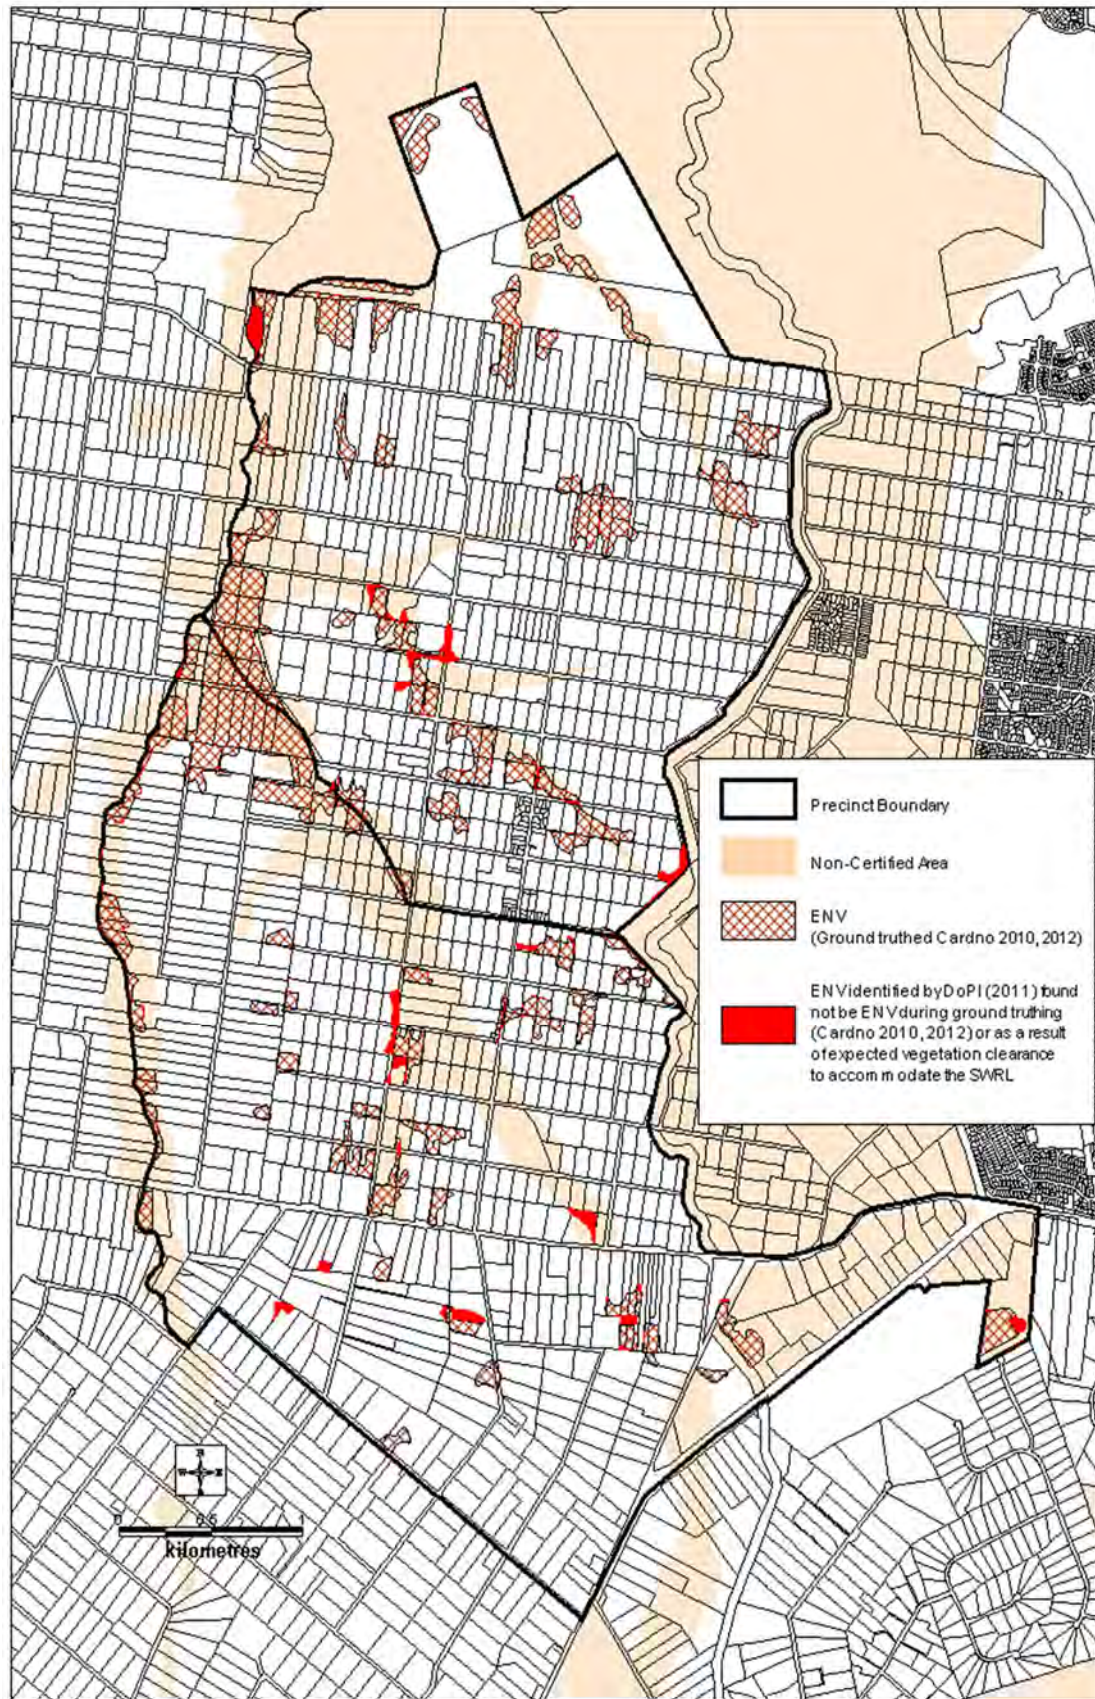 Precinct Boundary
Non-Certified Area
ENV
(Ground truthed Cardno 2010, 2012)
ENV identified by DoPI (2011) found
not be ENV during ground truthing
(Cardno 2010, 2012) or as a result
of expected vegetation clearance
to accommodate the SWRL
N
W E
S
0 0.5 1
kilometres